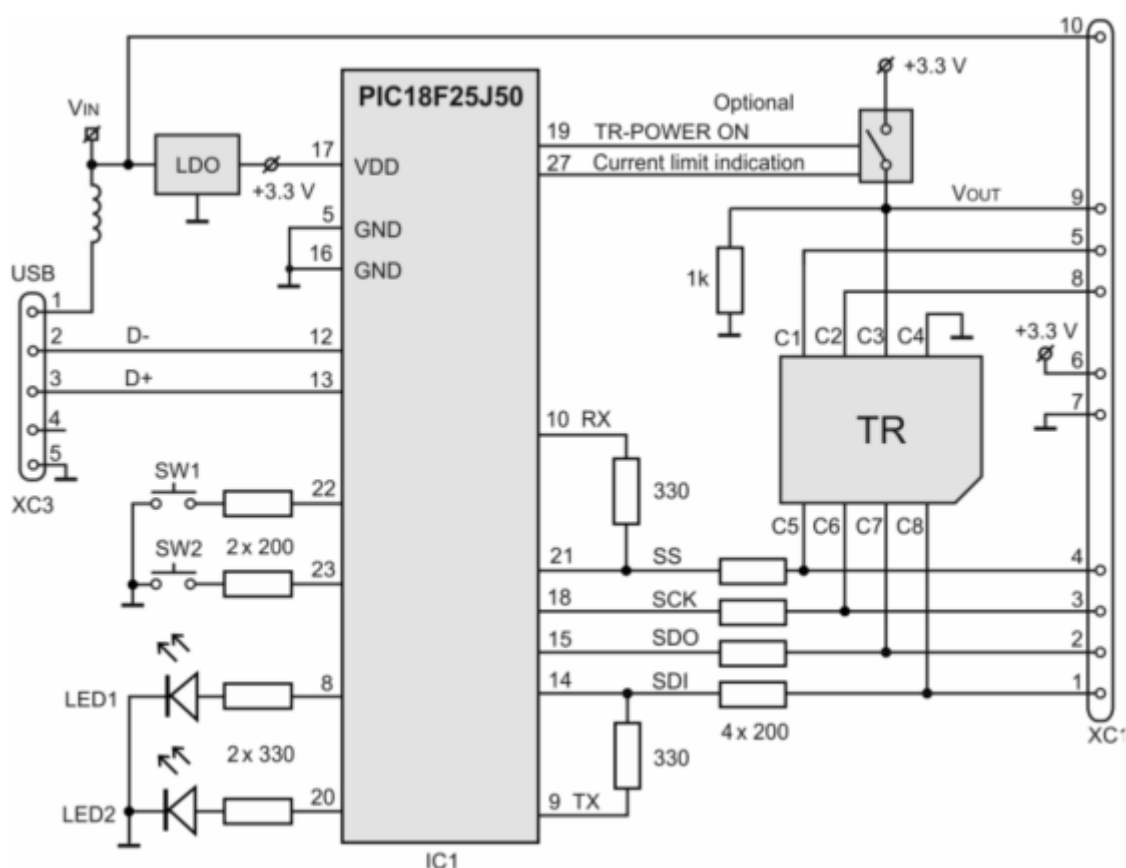 10
PIC18F25J50
+3.3 V
Optional
VIN
19 TR-POWER ON
27 Current limit indication
LDO
17 VDD
+3.3 V
VOUT
9
5 GND
5
16 GND
8
1k
USB
1
2 D- 12
3 D+ 13
4
5
XC3
C1 C2 C3 C4
+3.3 V
6
7
TR
10 RX
330
SW1
22
2 x 200
SW2
23
C5 C6 C7 C8
21 SS 4
18 SCK 3
15 SDO 2
14 SDI 1
4 x 200
XC1
LED1
8
2 x 330
LED2
20
330
9 TX
IC1